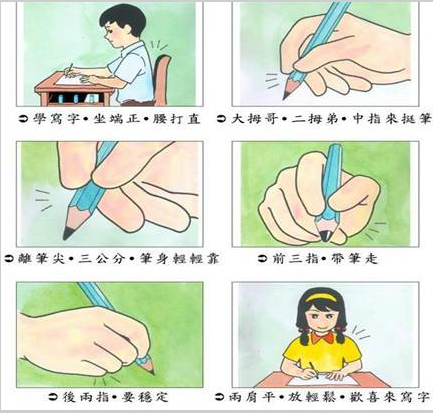 ➲學寫字•坐端正•腰打直
➲大拇哥•二拇弟•中指來挺筆
➲離筆尖•三公分•筆身輕輕靠
➲前三指•帶筆走
➲後兩指•要穩定
➲兩肩平•放輕鬆•歡喜來寫字